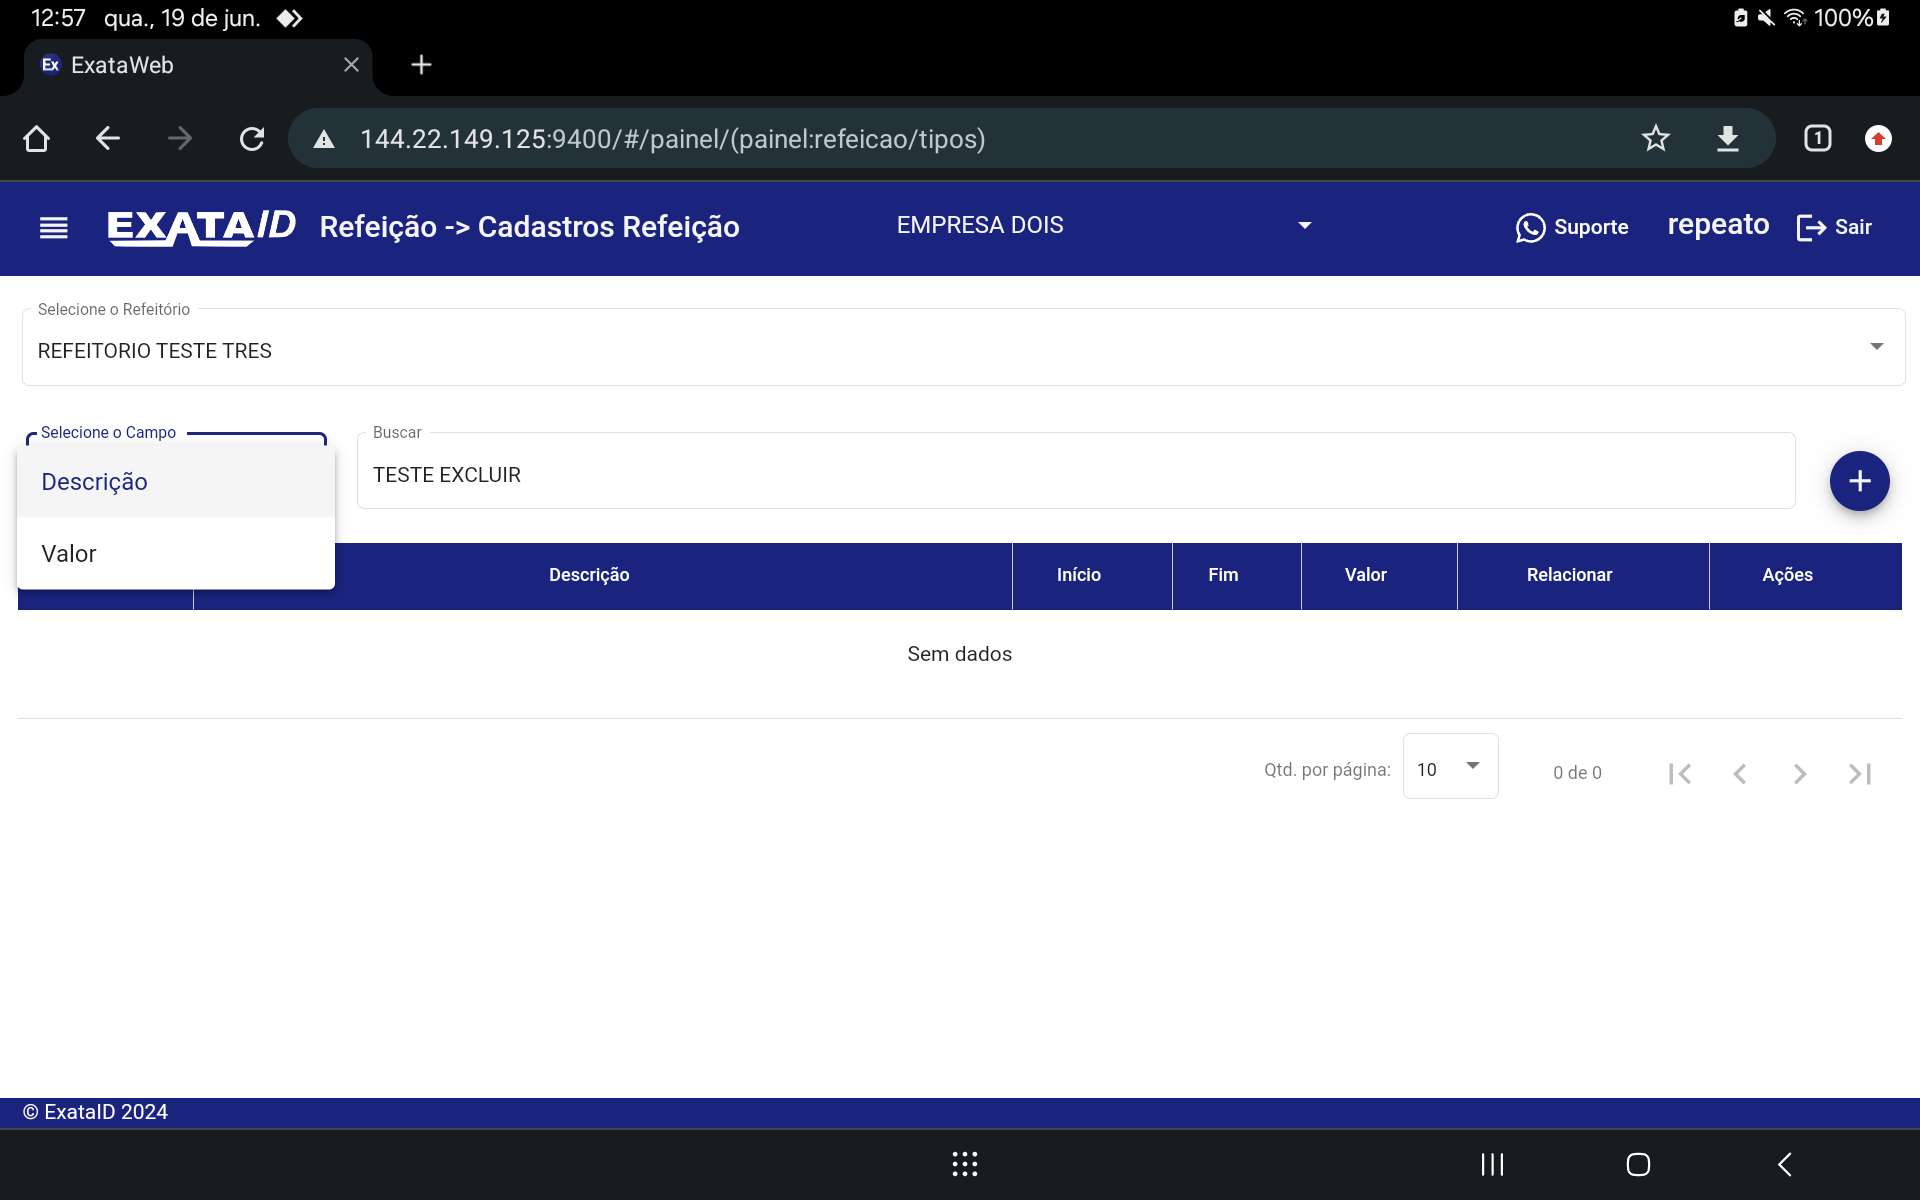 12:57 qua., 19 de jun. 100%
Ex ExataWeb
144.22.149.125:9400/#/painel/(painel:refeicao/tipos) 1
EXATAID Refeição -> Cadastros Refeição EMPRESA DOIS Suporte repeato Sair
Selecione o Refeitório
REFEITORIO TESTE TRES
Selecione o Campo Buscar
Descrição TESTE EXCLUIR
Valor
Descrição Início Fim Valor Relacionar Ações
Sem dados
Qtd. por página: 10 0 de 0
© ExataID 2024